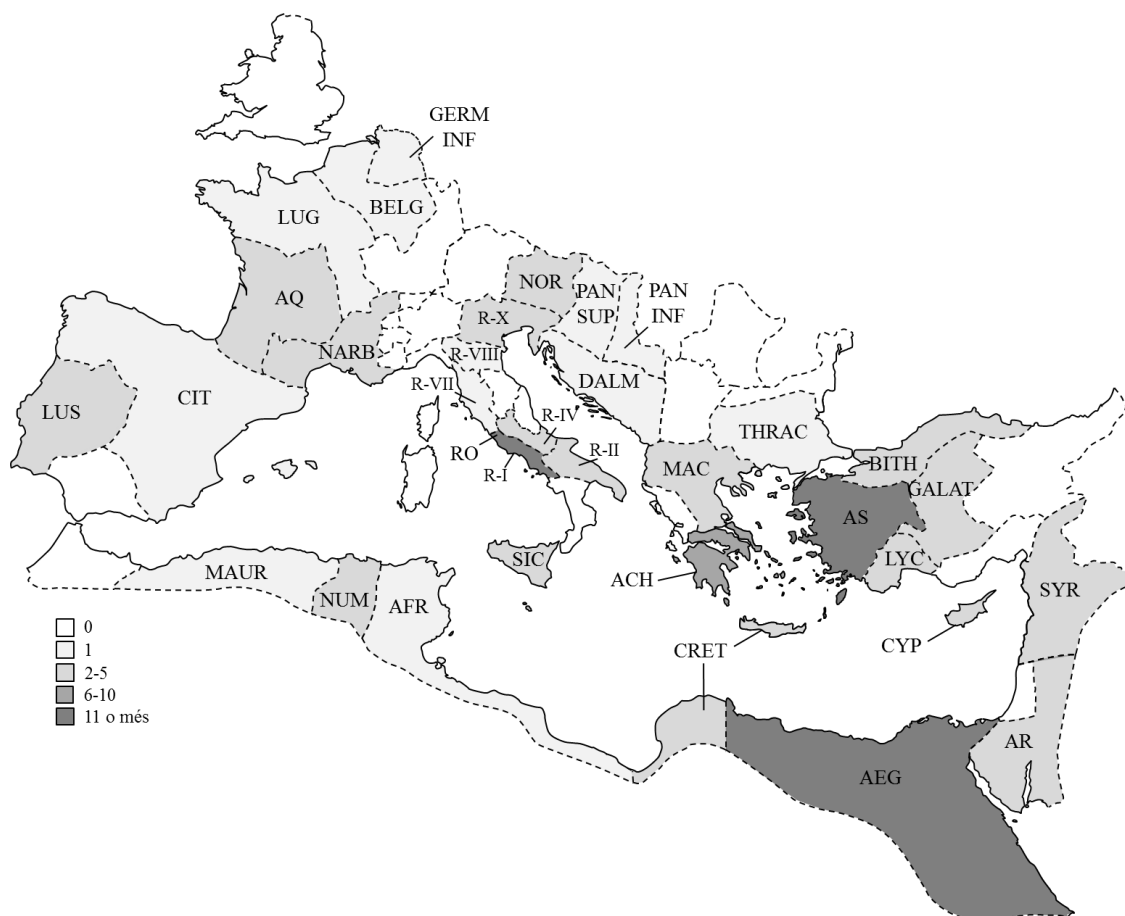 GERM
INF
LUG
BELG
AQ
NOR
PAN
SUP
PAN
INF
R-X
NARB
R-VIII
CIT
LUS
R-VII
DALM
R-IV
RO
R-II
R-I
THRAC
MAC
BITH
GALAT
AS
SIC
ACH
LYC
SYR
MAUR
NUM
AFR
CYP
CRET
AR
AEG
0
1
2-5
6-10
11 o més